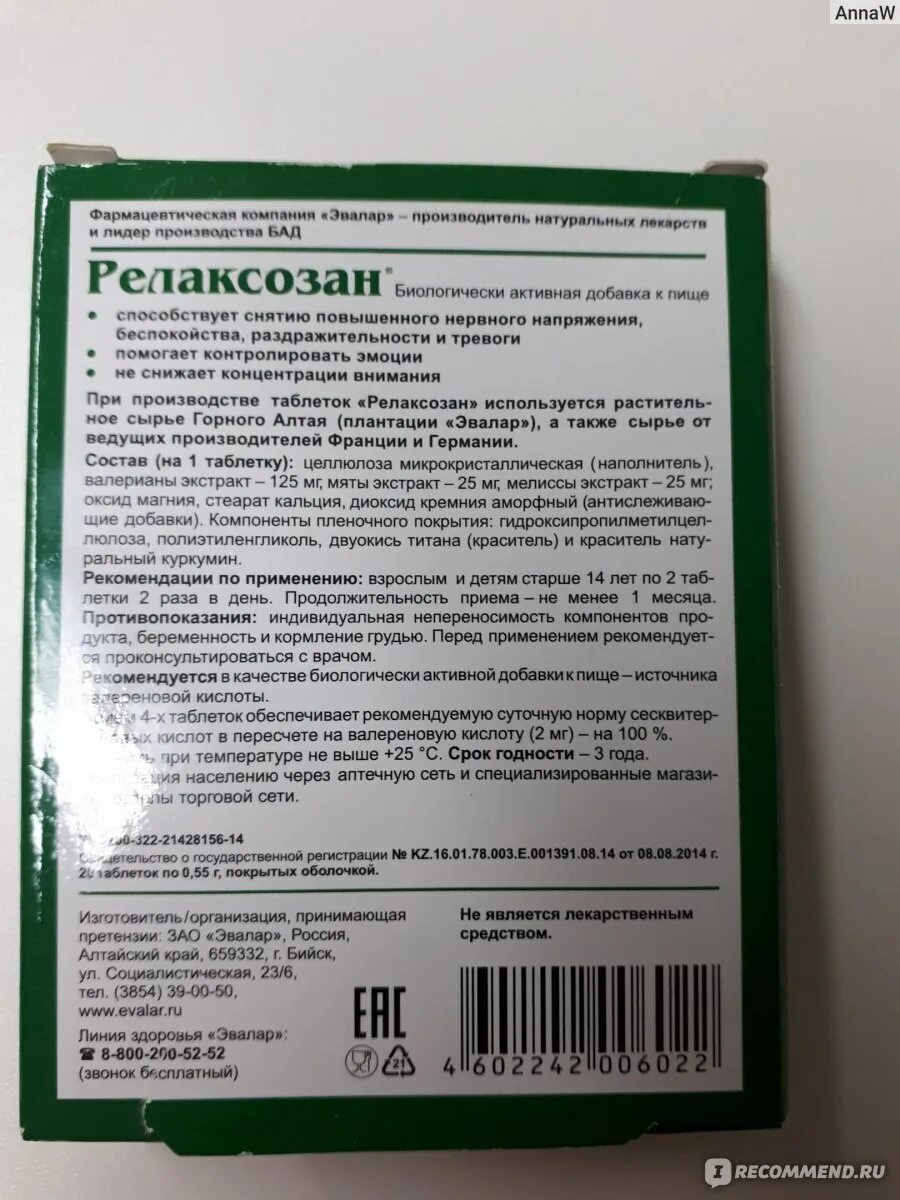 AnnaW
Фармацевтическая компания «Эвалар» – производитель натуральных лекарств
и лидер производства БАД
Релаксозан® Биологически активная добавка к пище
• способствует снятию повышенного нервного напряжения,
беспокойства, раздражительности и тревоги
• помогает контролировать эмоции
• не снижает концентрации внимания
При производстве таблеток «Релаксозан» используется раститель-
ное сырье Горного Алтая (плантации «Эвалар»), а также сырье от
ведущих производителей Франции и Германии.
Состав (на 1 таблетку): целлюлоза микрокристаллическая (наполнитель),
валерианы экстракт – 125 мг, мяты экстракт – 25 мг, мелиссы экстракт – 25 мг;
оксид магния, стеарат кальция, диоксид кремния аморфный (антислеживаю-
щие добавки). Компоненты пленочного покрытия: гидроксипропилметилцел-
люлоза, полиэтиленгликоль, двуокись титана (краситель) и краситель нату-
ральный куркумин.
Рекомендации по применению: взрослым и детям старше 14 лет по 2 таб-
летки 2 раза в день. Продолжительность приема – не менее 1 месяца.
Противопоказания: индивидуальная непереносимость компонентов про-
дукта, беременность и кормление грудью. Перед применением рекомендует-
ся проконсультироваться с врачом.
Рекомендуется в качестве биологически активной добавки к пище – источника
валереновой кислоты.
4-х таблеток обеспечивает рекомендуемую суточную норму сесквитер-
кислот в пересчете на валереновую кислоту (2 мг) – на 100 %.
при температуре не выше +25 °С. Срок годности – 3 года.
населению через аптечную сеть и специализированные магази-
торговой сети.
-322-21428156-14
Свидетельство о государственной регистрации № KZ.16.01.78.003.Е.001391.08.14 от 08.08.2014 г.
20 таблеток по 0,55 г, покрытых оболочкой.
Изготовитель/организация, принимающая
претензии: ЗАО «Эвалар», Россия,
Алтайский край, 659332, г. Бийск,
ул. Социалистическая, 23/6,
тел. (3854) 39-00-50,
www.evalar.ru
Линия здоровья «Эвалар»:
☎ 8-800-200-52-52
(звонок бесплатный)
Не является лекарственным
средством.
EAC
21
4 602242 006022
IRECOMMEND.RU